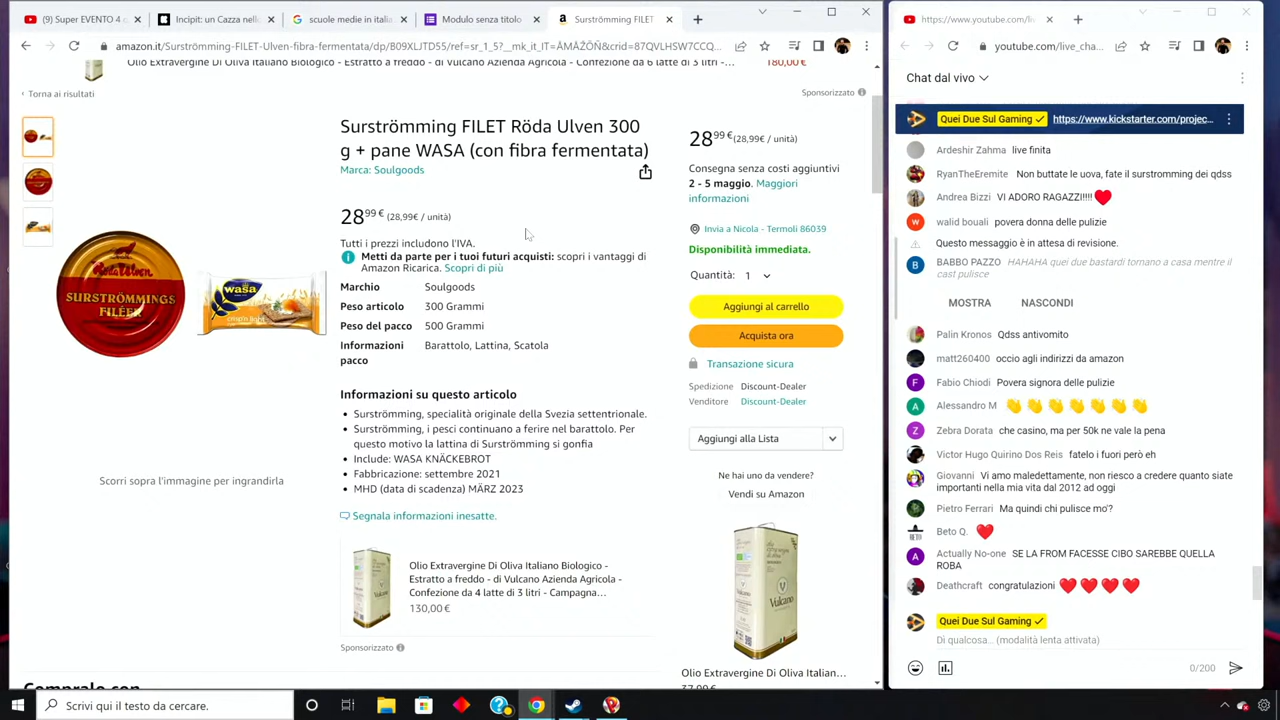 (9) Super EVENTO 4 o
Incipit: un Cazza nell
scuole medie in italia
Modulo senza titolo
Surströmming FILET
https://www.youtube.com/li
amazon.it/Surströmming-FILET-Ulven-fibra-fermentata/dp/B09XLJTD55/ref=sr_1_5?__mk_it_IT=ÅMÅŽÕÑ&crid=87QVLHSW7CCQ...
youtube.com/live_cha...
Olio Extravergine Di Oliva Italiano Biologico - Estratto a freddo - di Vulcano Azienda Agricola - Confezione da 6 latte di 3 litri -...
180,00 €
‹ Torna ai risultati
Sponsorizzato
Surströmming FILET Röda Ulven 300
g + pane WASA (con fibra fermentata)
Marca: Soulgoods
28,99 € (28,99€ / unità)
Tutti i prezzi includono l'IVA.
Metti da parte per i tuoi futuri acquisti: scopri i vantaggi di
Amazon Ricarica. Scopri di più
Marchio Soulgoods
Peso articolo 300 Grammi
Peso del pacco 500 Grammi
Informazioni Barattolo, Lattina, Scatola
pacco
Röda Ulven
SURSTRÖMMINGS
FILÉER
wasa
crisp'n light
Scorri sopra l'immagine per ingrandirla
Informazioni su questo articolo
Surströmming, specialità originale della Svezia settentrionale.
Surströmming, i pesci continuano a ferire nel barattolo. Per
questo motivo la lattina di Surströmming si gonfia
Include: WASA KNÄCKEBROT
Fabbricazione: settembre 2021
MHD (data di scadenza) MÄRZ 2023
Segnala informazioni inesatte.
Olio Extravergine Di Oliva Italiano Biologico -
Estratto a freddo - di Vulcano Azienda Agricola -
Confezione da 4 latte di 3 litri - Campagna...
130,00 €
Sponsorizzato
Compralo con
28,99 € (28,99€ / unità)
Consegna senza costi aggiuntivi
2 - 5 maggio. Maggiori
informazioni
Invia a Nicola - Termoli 86039
Disponibilità immediata.
Quantità: 1
Aggiungi al carrello
Acquista ora
Transazione sicura
Spedizione Discount-Dealer
Venditore Discount-Dealer
Aggiungi alla Lista
Ne hai uno da vendere?
Vendi su Amazon
Vulcano
Olio Extravergine Di Oliva Italian...
37,99 €
Chat dal vivo
Quei Due Sul Gaming ✓ https://www.kickstarter.com/projec...
Ardeshir Zahma live finita
RyanTheEremite Non buttate le uova, fate il surstromming dei qdss
Andrea Bizzi VI ADORO RAGAZZI!!!! ❤
walid bouali povera donna delle pulizie
Questo messaggio è in attesa di revisione.
BABBO PAZZO HAHAHA quei due bastardi tornano a casa mentre il
cast pulisce
MOSTRA NASCONDI
Palin Kronos Qdss antivomito
matt260400 occio agli indirizzi da amazon
Fabio Chiodi Povera signora delle pulizie
Alessandro M 👏👏👏👏👏👏👏
Zebra Dorata che casino, ma per 50k ne vale la pena
Victor Hugo Quirino Dos Reis fatelo i fuori però eh
Giovanni Vi amo maledettamente, non riesco a credere quanto siate
importanti nella mia vita dal 2012 ad oggi
Pietro Ferrari Ma quindi chi pulisce mo'?
Beto Q. ❤
Actually No-one SE LA FROM FACESSE CIBO SAREBBE QUELLA
ROBA
Deathcraft congratulazioni ❤❤❤❤
Quei Due Sul Gaming ✓
Di qualcosa... (modalità lenta attivata)
0/200
Scrivi qui il testo da cercare.